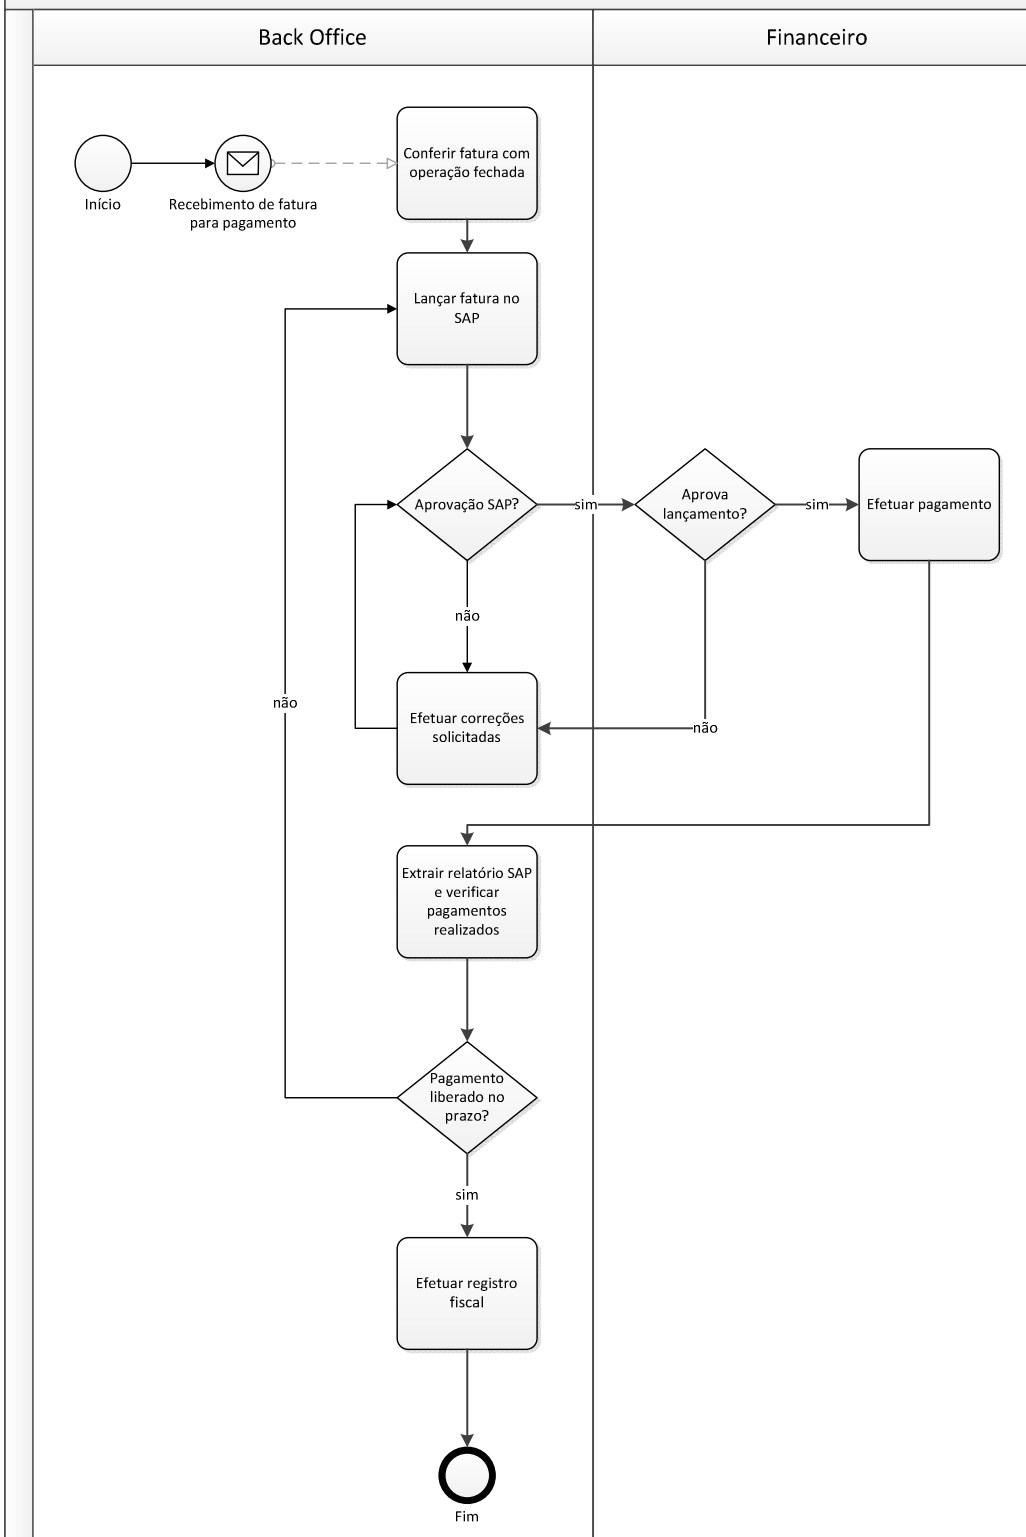 Back Office
Financeiro
Conferir fatura com
operação fechada
Início
Recebimento de fatura
para pagamento
Lançar fatura no
SAP
Aprovação SAP?
sim
Aprova
lançamento?
sim
Efetuar pagamento
não
não
Efetuar correções
solicitadas
não
Extrair relatório SAP
e verificar
pagamentos
realizados
Pagamento
liberado no
prazo?
sim
Efetuar registro
fiscal
Fim